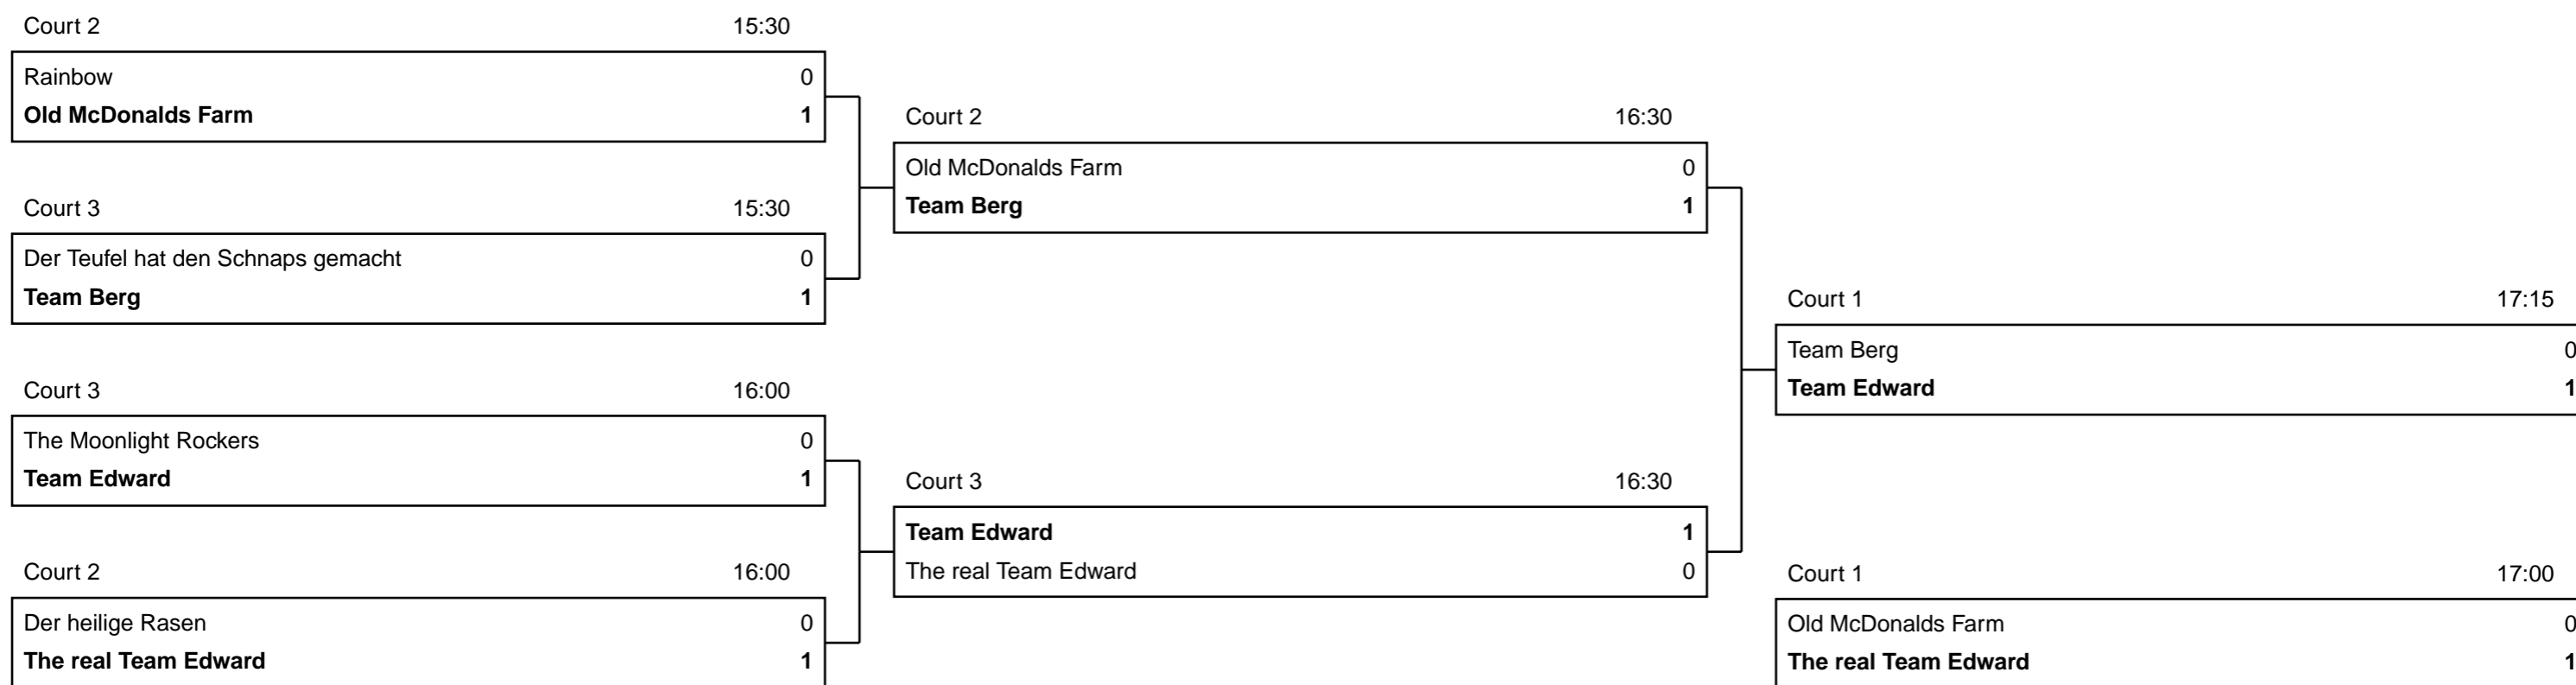 Court 2 15:30
Rainbow 0
Old McDonalds Farm 1
Court 3 15:30
Der Teufel hat den Schnaps gemacht 0
Team Berg 1
Court 3 16:00
The Moonlight Rockers 0
Team Edward 1
Court 2 16:00
Der heilige Rasen 0
The real Team Edward 1
Court 2 16:30
Old McDonalds Farm 0
Team Berg 1
Court 3 16:30
Team Edward 1
The real Team Edward 0
Court 1 17:15
Team Berg 0
Team Edward 1
Court 1 17:00
Old McDonalds Farm 0
The real Team Edward 1